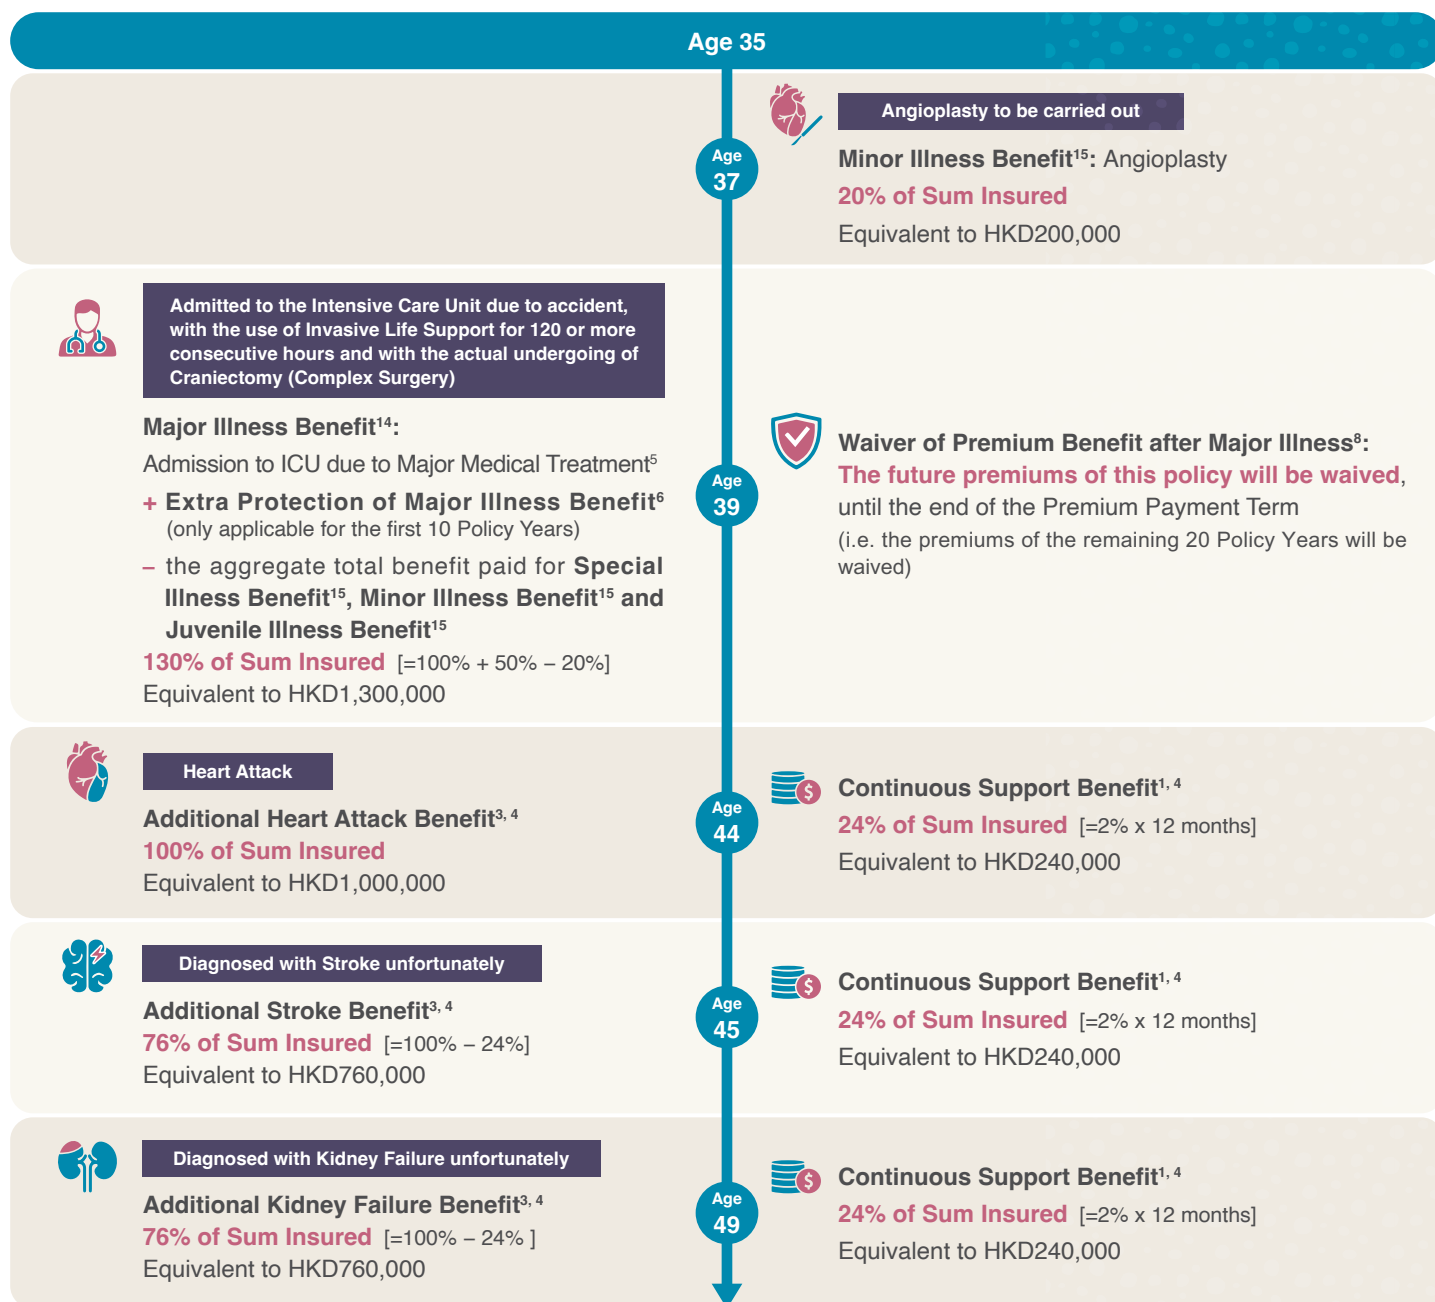 Age 35
Angioplasty to be carried out
Age
37
Minor Illness Benefit15: Angioplasty
20% of Sum Insured
Equivalent to HKD200,000
Admitted to the Intensive Care Unit due to accident,
with the use of Invasive Life Support for 120 or more
consecutive hours and with the actual undergoing of
Craniectomy (Complex Surgery)
Major Illness Benefit14:
Admission to ICU due to Major Medical Treatment5
+ Extra Protection of Major Illness Benefit6
(only applicable for the first 10 Policy Years)
– the aggregate total benefit paid for Special
Illness Benefit15, Minor Illness Benefit15 and
Juvenile Illness Benefit15
130% of Sum Insured [=100% + 50% – 20%]
Equivalent to HKD1,300,000
Age
39
Waiver of Premium Benefit after Major Illness8:
The future premiums of this policy will be waived,
until the end of the Premium Payment Term
(i.e. the premiums of the remaining 20 Policy Years will be
waived)
Heart Attack
Additional Heart Attack Benefit3, 4
100% of Sum Insured
Equivalent to HKD1,000,000
Age
44
Continuous Support Benefit1, 4
24% of Sum Insured [=2% x 12 months]
Equivalent to HKD240,000
Diagnosed with Stroke unfortunately
Additional Stroke Benefit3, 4
76% of Sum Insured [=100% – 24%]
Equivalent to HKD760,000
Age
45
Continuous Support Benefit1, 4
24% of Sum Insured [=2% x 12 months]
Equivalent to HKD240,000
Diagnosed with Kidney Failure unfortunately
Additional Kidney Failure Benefit3, 4
76% of Sum Insured [=100% – 24% ]
Equivalent to HKD760,000
Age
49
Continuous Support Benefit1, 4
24% of Sum Insured [=2% x 12 months]
Equivalent to HKD240,000